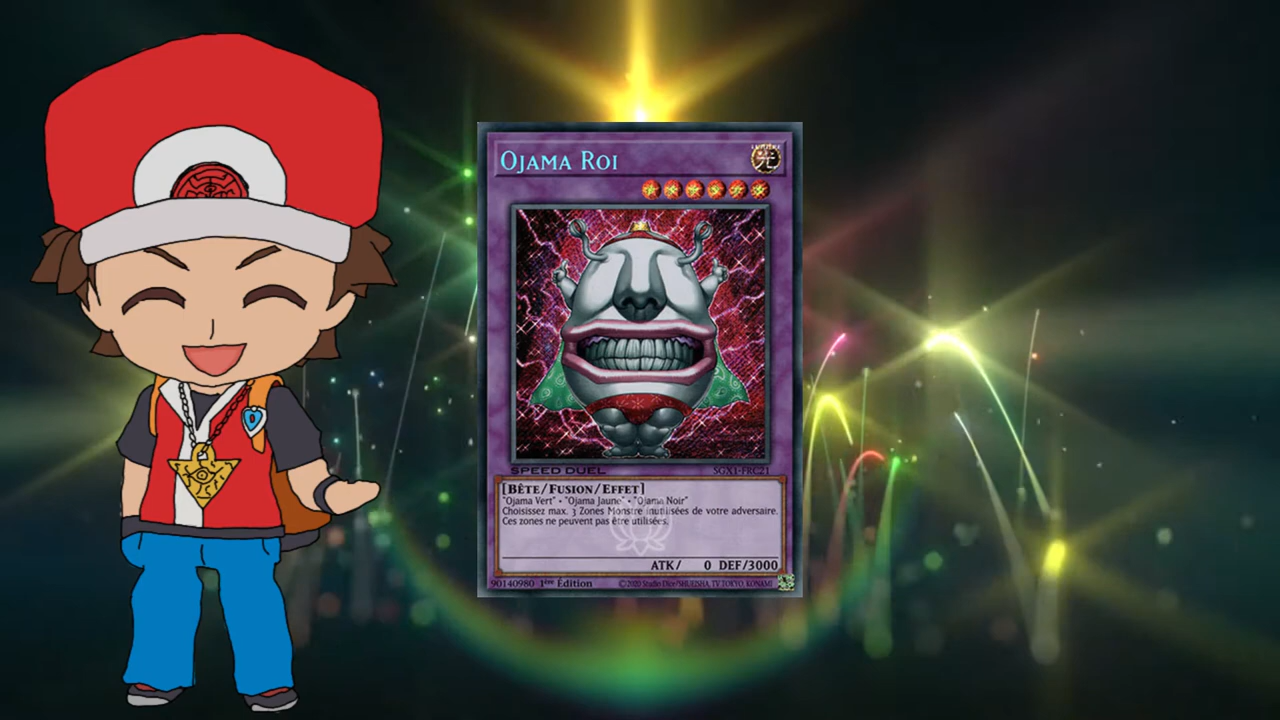 Ojama Roi
光
SPEED DUEL
SGX1-FRC21
[Bête/Fusion/Effet]
"Ojama Vert" + "Ojama Jaune" + "Ojama Noir"
Choisissez max. 3 Zones Monstre inutilisées de votre adversaire.
Ces zones ne peuvent pas être utilisées.
ATK/ 0 DEF/3000
90140980 1ère Édition ©2020 Studio Dice/SHUEISHA, TV TOKYO, KONAMI